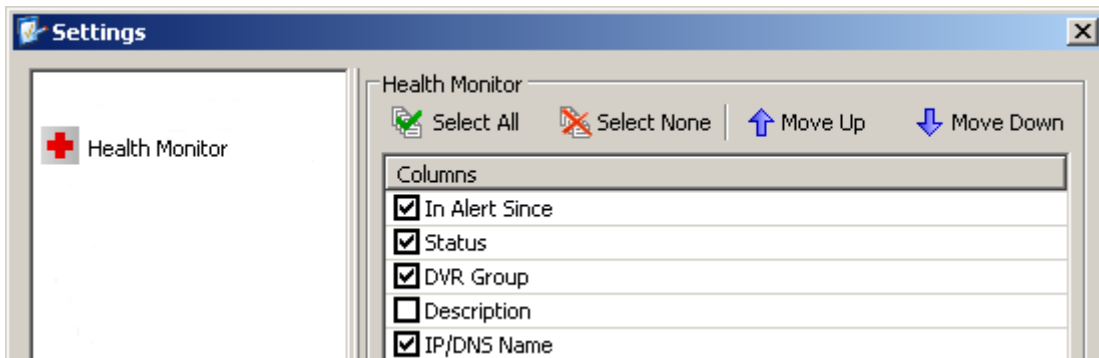 Settings
Health Monitor
Health Monitor
Select All Select None Move Up Move Down
Columns
In Alert Since
Status
DVR Group
Description
IP/DNS Name